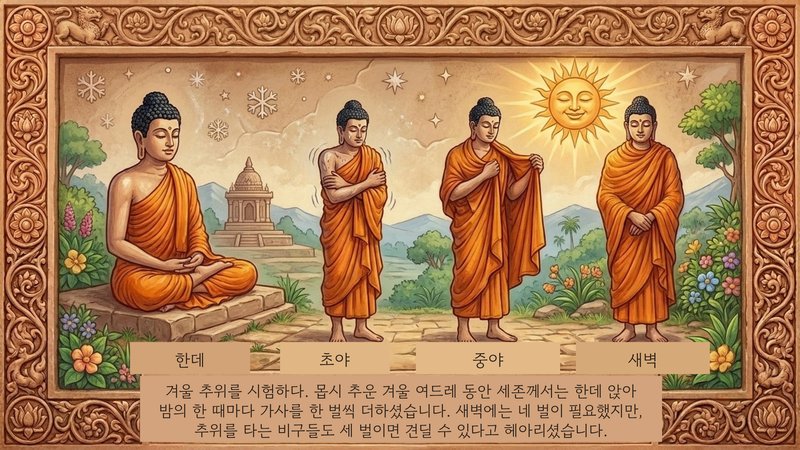 한데
초야
중야
새벽
겨울 추위를 시험하다. 몹시 추운 겨울 여드레 동안 세존께서는 한데 앉아
밤의 한 때마다 가사를 한 벌씩 더하셨습니다. 새벽에는 네 벌이 필요했지만,
추위를 타는 비구들도 세 벌이면 견딜 수 있다고 헤아리셨습니다.